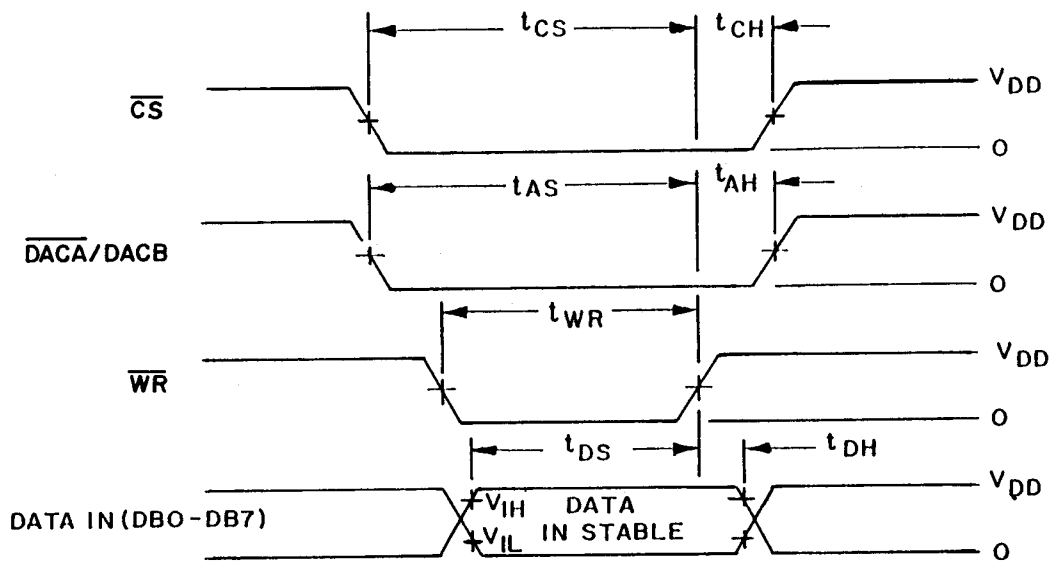 tCS tCH
CS VDD
0
tAS tAH
DACA/DACB VDD
0
tWR
WR VDD
0
tDS tDH
VDD
VIH DATA
DATA IN (DB0-DB7) IN STABLE
VIL
0